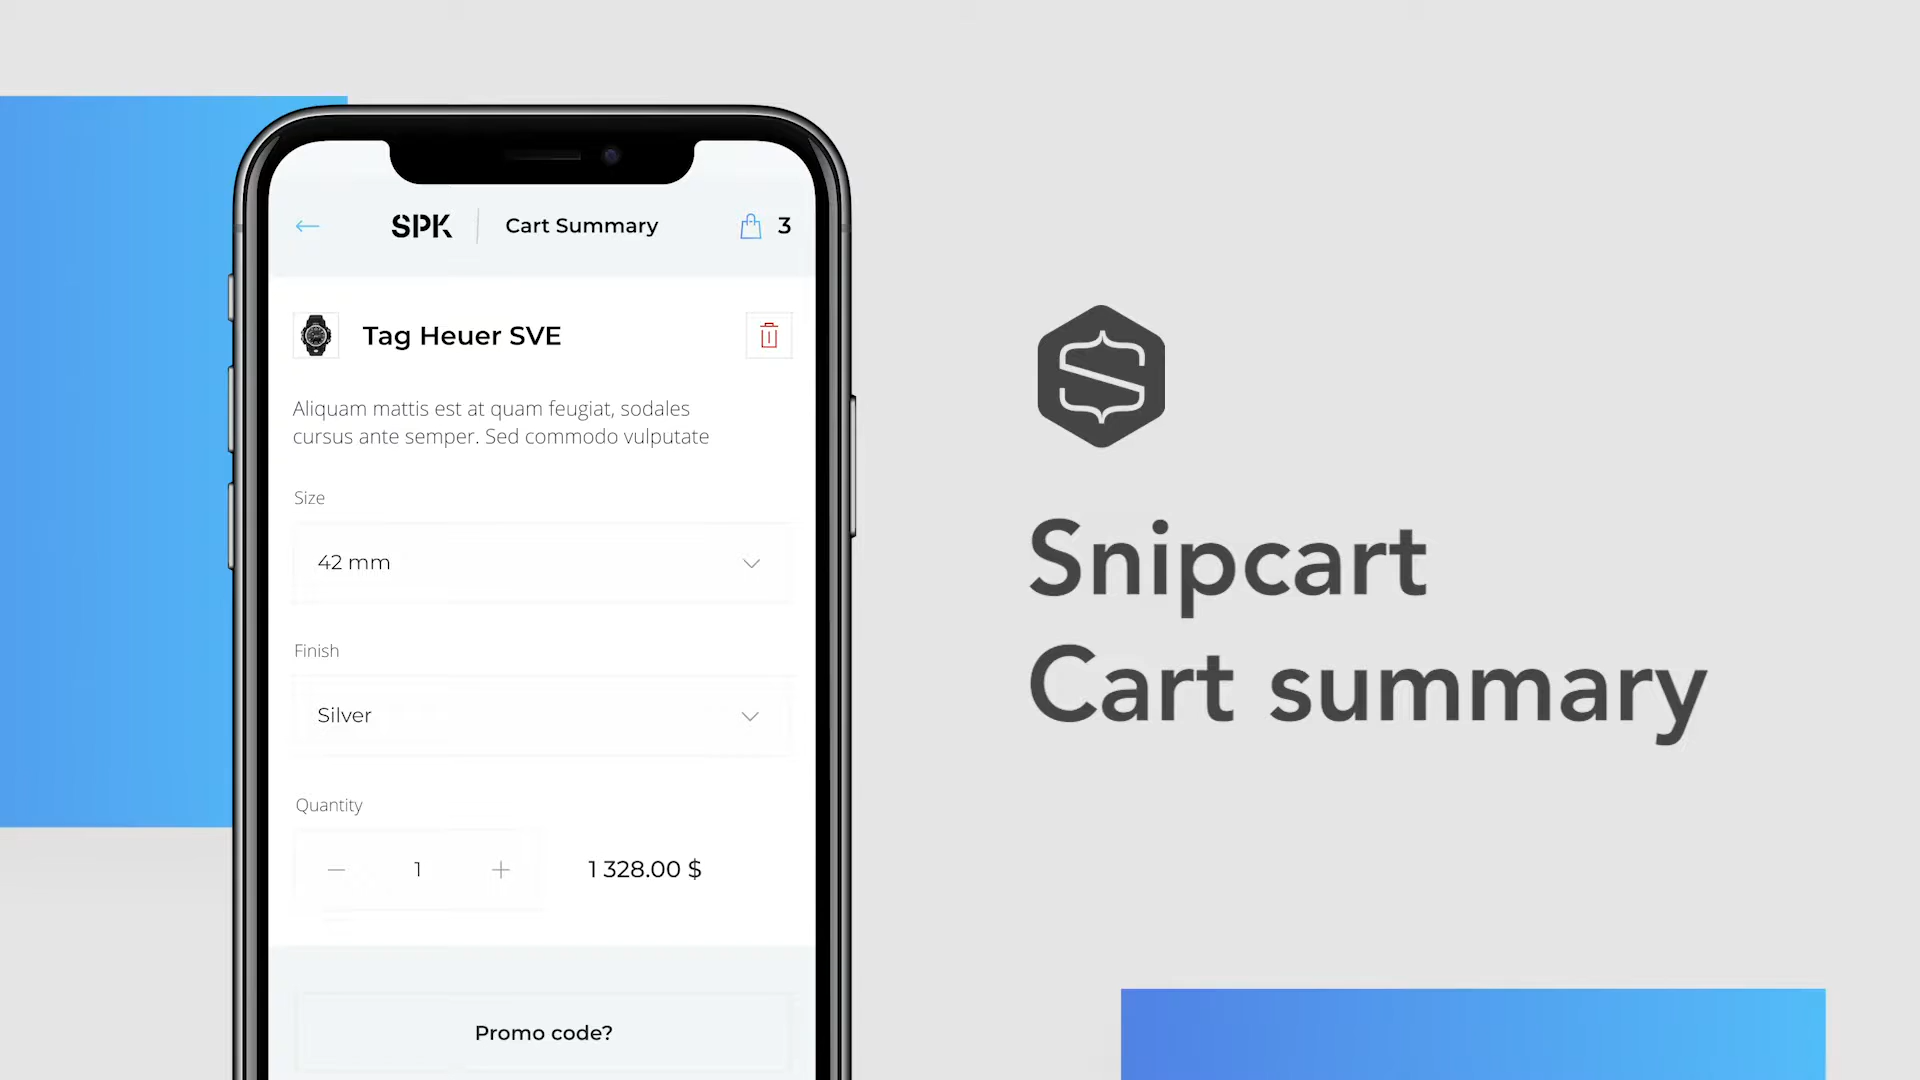 SPK
Cart Summary
3
Tag Heuer SVE
Aliquam mattis est at quam feugiat, sodales
cursus ante semper. Sed commodo vulputate
Size
42 mm
Finish
Silver
Quantity
1
1 328.00 $
Promo code?
Snipcart
Cart summary